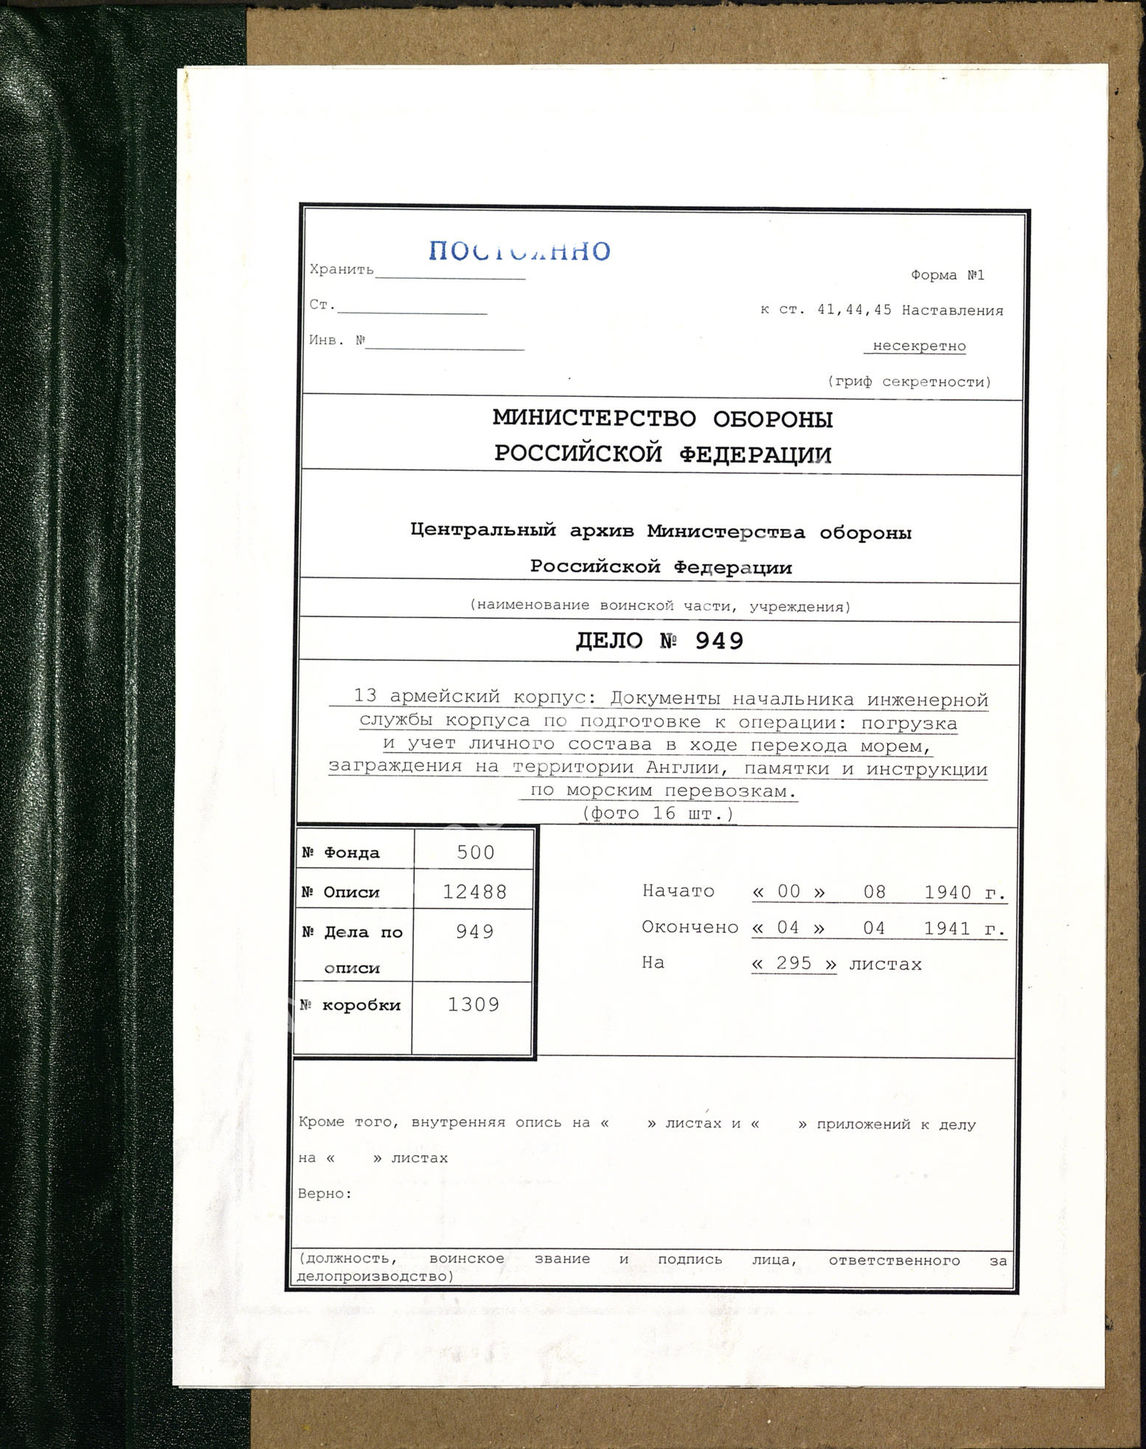 ПОСТОЯННО
Хранить
Форма №1
Ст.
к ст. 41,44,45 Наставления
Инв. №
несекретно
(гриф секретности)
МИНИСТЕРСТВО ОБОРОНЫ
РОССИЙСКОЙ ФЕДЕРАЦИИ
Центральный архив Министерства обороны
Российской Федерации
(наименование воинской части, учреждения)
ДЕЛО № 949
13 армейский корпус: Документы начальника инженерной
службы корпуса по подготовке к операции: погрузка
и учет личного состава в ходе перехода морем,
заграждения на территории Англии, памятки и инструкции
по морским перевозкам.
(фото 16 шт.)
№ Фонда 500
№ Описи 12488
№ Дела по 949
описи
№ коробки 1309
Начато « 00 » 08 1940 г.
Окончено « 04 » 04 1941 г.
На « 295 » листах
Кроме того, внутренняя опись на « » листах и « » приложений к делу
на « » листах
Верно:
(должность, воинское звание и подпись лица, ответственного за
делопроизводство)